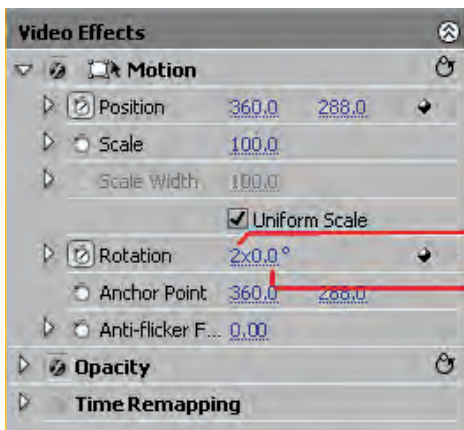 Video Effects
Motion
Position 360,0 288,0
Scale 100,0
Scale Width 100,0
Uniform Scale
Rotation 2x0,0 °
Anchor Point 360,0 288,0
Anti-flicker F... 0,00
Opacity
Time Remapping